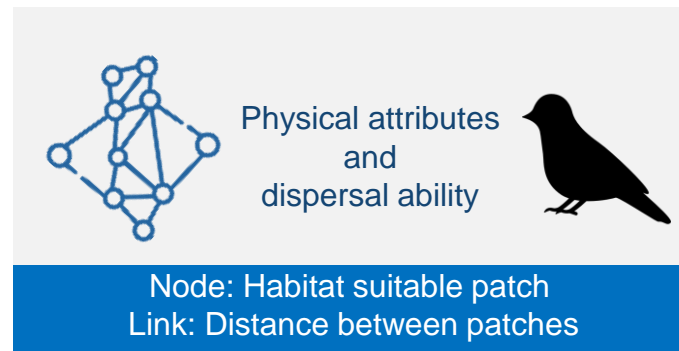 Physical attributes
and
dispersal ability
Node: Habitat suitable patch
Link: Distance between patches